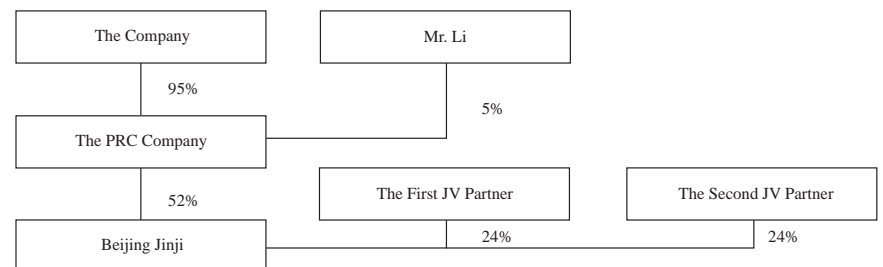 The Company
Mr. Li
95%
5%
The PRC Company
52%
The First JV Partner
The Second JV Partner
Beijing Jinji
24%
24%